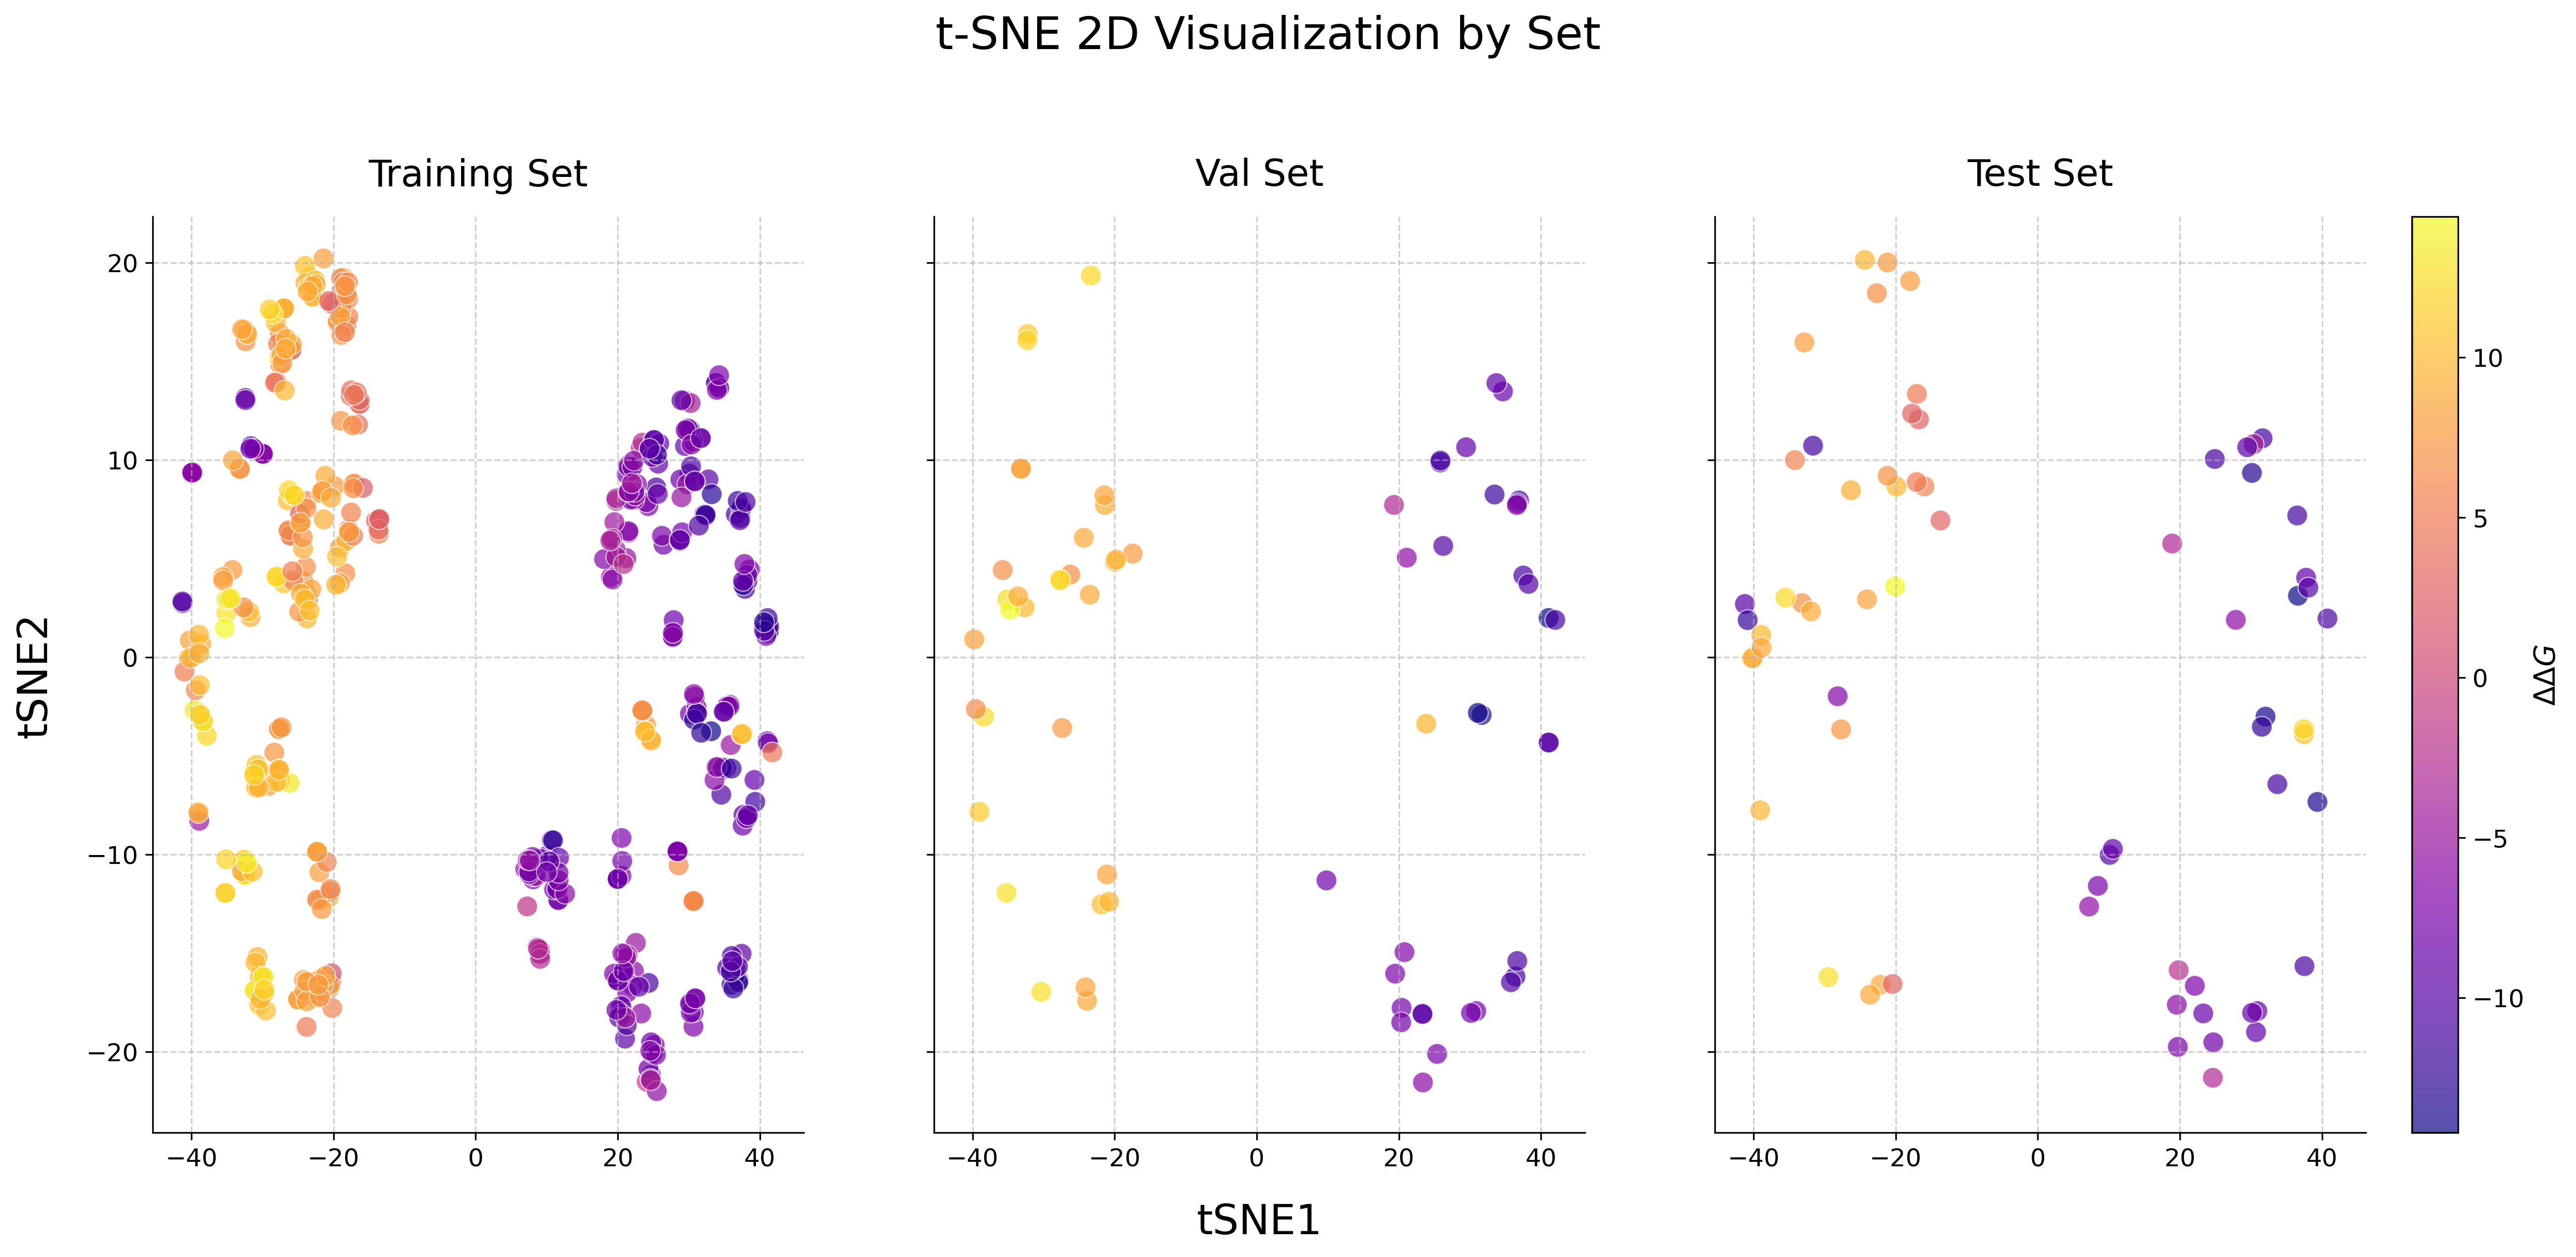 t-SNE 2D Visualization by Set
Training Set
Val Set
Test Set
20
10
0
−10
−20
tSNE2
−40 −20 0 20 40
−40 −20 0 20 40
−40 −20 0 20 40
tSNE1
10
5
0
−5
−10
ΔΔG